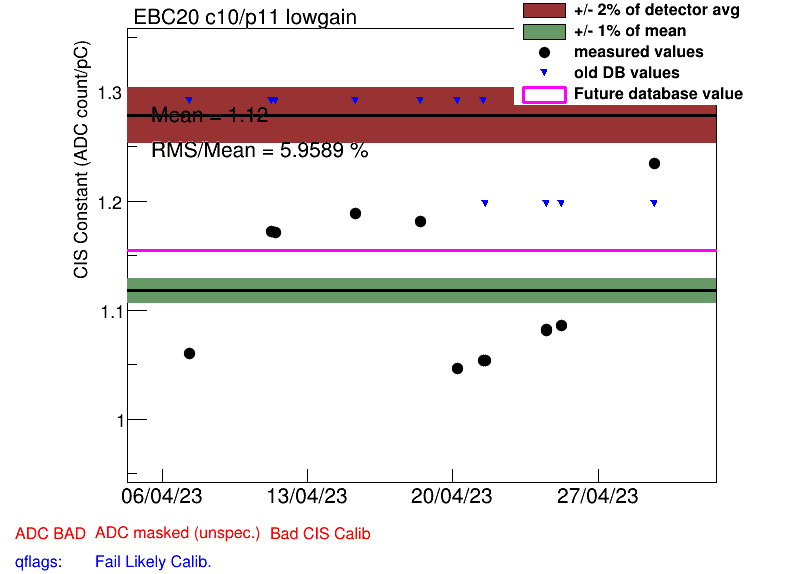 EBC20 c10/p11 lowgain
+/- 2% of detector avg
+/- 1% of mean
measured values
old DB values
Future database value
CIS Constant (ADC count/pC)
1.3
1.2
1.1
1
Mean = 1.12
RMS/Mean = 5.9589 %
06/04/23 13/04/23 20/04/23 27/04/23
ADC BAD ADC masked (unspec.) Bad CIS Calib
qflags: Fail Likely Calib.